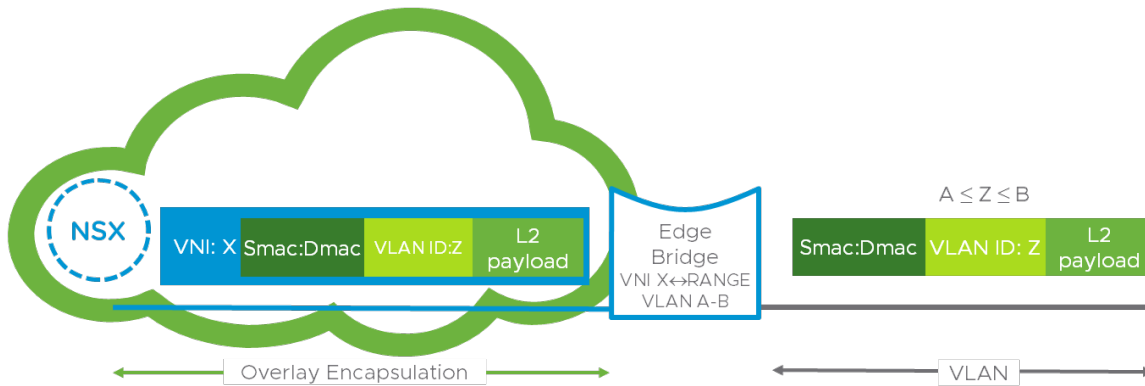 NSX
VNI: X
Smac:Dmac
VLAN ID:Z
L2
payload
Edge
Bridge
VNI X↔RANGE
VLAN A-B
A ≤ Z ≤ B
Smac:Dmac
VLAN ID: Z
L2
payload
Overlay Encapsulation
VLAN